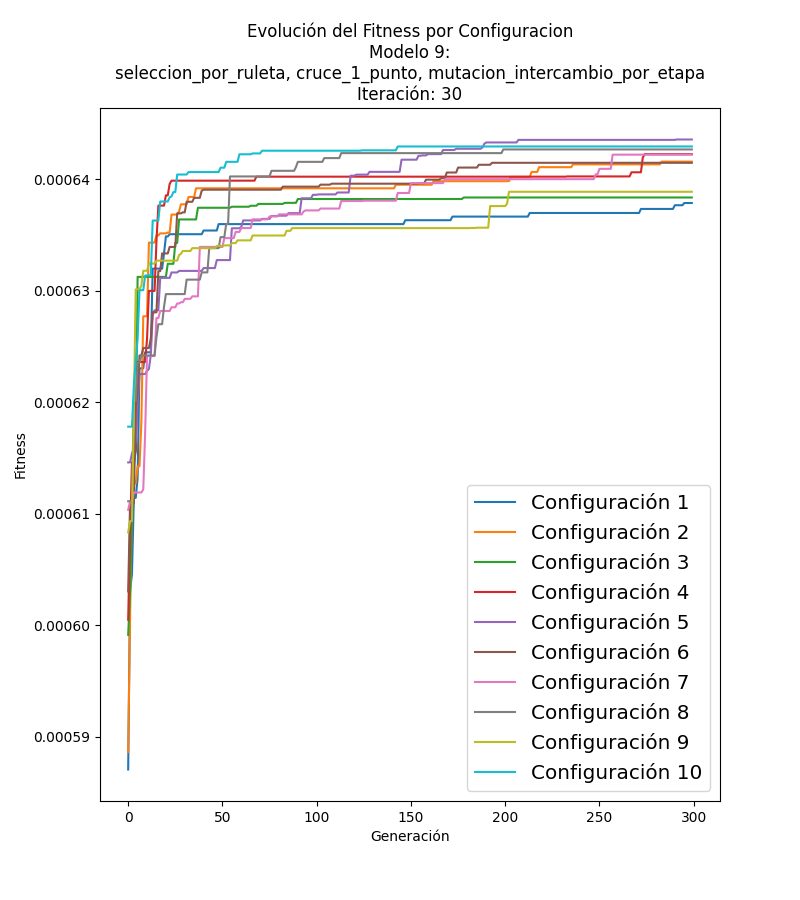 Evolución del Fitness por Configuracion
Modelo 9:
seleccion_por_ruleta, cruce_1_punto, mutacion_intercambio_por_etapa
Iteración: 30
0.00064
0.00063
0.00062
0.00061
0.00060
0.00059
Fitness
Configuración 1
Configuración 2
Configuración 3
Configuración 4
Configuración 5
Configuración 6
Configuración 7
Configuración 8
Configuración 9
Configuración 10
0 50 100 150 200 250 300
Generación